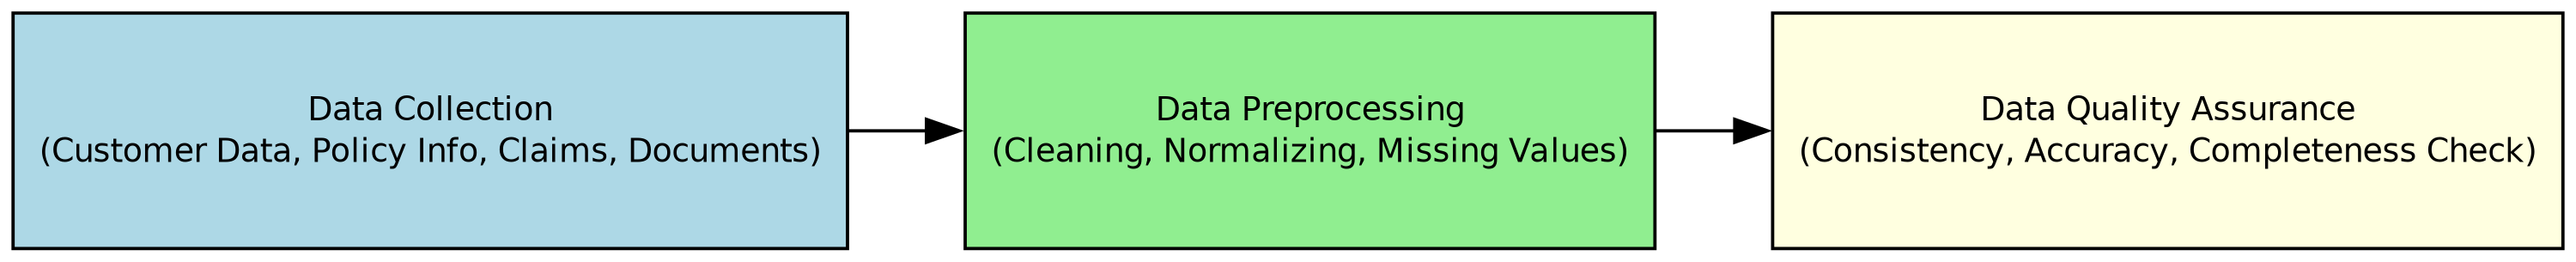 Data Collection
(Customer Data, Policy Info, Claims, Documents)
Data Preprocessing
(Cleaning, Normalizing, Missing Values)
Data Quality Assurance
(Consistency, Accuracy, Completeness Check)